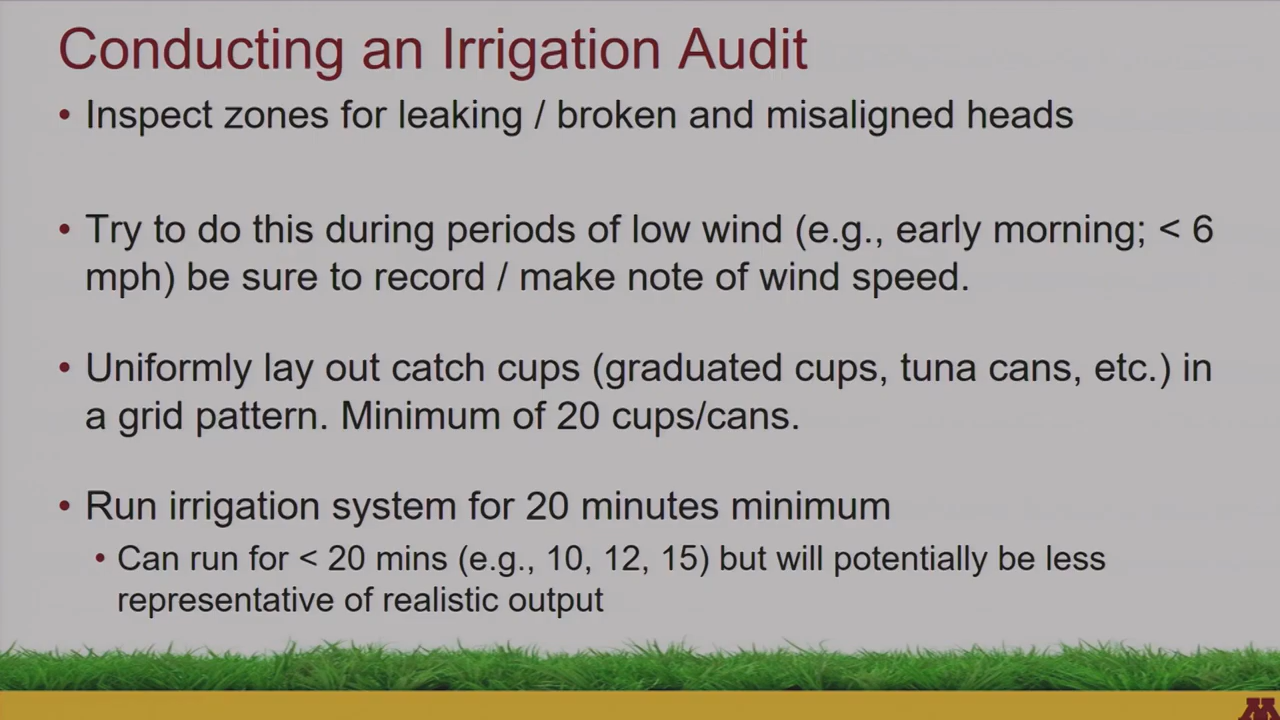 Conducting an Irrigation Audit
• Inspect zones for leaking / broken and misaligned heads
• Try to do this during periods of low wind (e.g., early morning; < 6
mph) be sure to record / make note of wind speed.
• Uniformly lay out catch cups (graduated cups, tuna cans, etc.) in
a grid pattern. Minimum of 20 cups/cans.
• Run irrigation system for 20 minutes minimum
• Can run for < 20 mins (e.g., 10, 12, 15) but will potentially be less
representative of realistic output
M